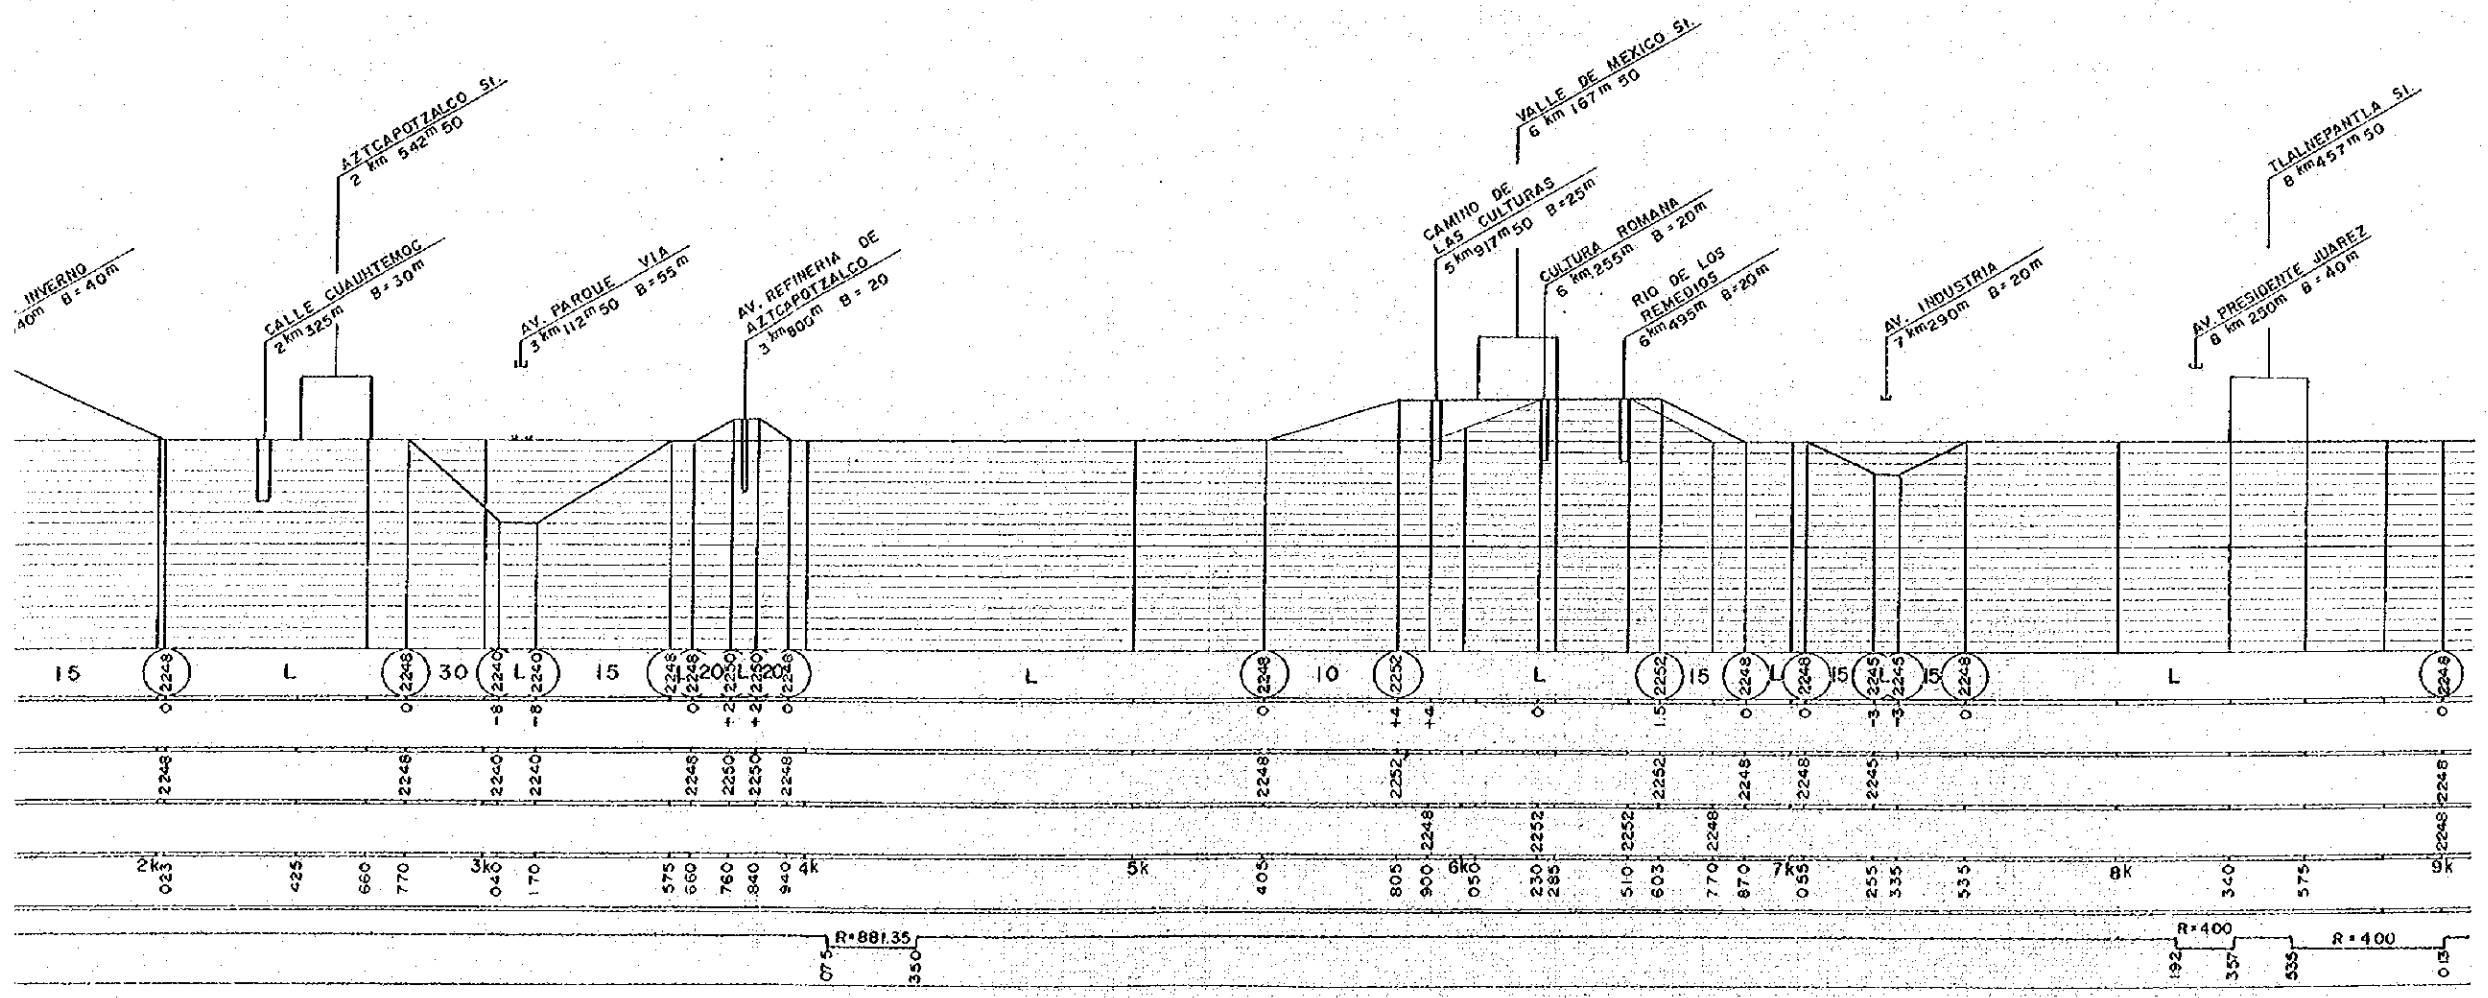 INVERNO
40m B=40m
CALLE CUAUHTEMOC
2km 325m B=30m
AZTCAPOTZALCO St.
2 km 542m 50
AV. PARQUE VIA
3 km 112m 50 B=55m
AV. REFINERIA DE
AZTCAPOTZALCO
3 km 800m B=20
CAMINO DE
LAS CULTURAS
5 km 917m 50 B=25m
VALLE DE MEXICO St.
6 km 167m 50
CULTURA ROMANA
6 km 255m B=20m
RIO DE LOS
REMEDIOS
6km 495m B=20m
AV. INDUSTRIA
7 km 290m B=20m
AV. PRESIDENTE JUAREZ
8 km 250m B=40m
TLALNEPANTLA St.
8 km 457m 50
15 2248 L 2248 30 2240 L 2240 15 2248 L 2248 20 2250 L 2250 20 2248 L 2248 10 2252 L 2252 15 2248 L 2248 15 2245 L 2245 15 2248 L 2248
0 0 -8 -8 0 +2 +2 0 0 +4 +4 0 1.5 0 0 -3 -3 0 0
2248 2248 2240 2240 2248 2250 2250 2248 2248 2252 2252 2248 2248 2245 2248
2248 2252 2252 2248 2248
2k 023 425 660 770 3k 040 170 575 660 760 840 940 4k 5k 405 805 900 6k 050 230 285 510 603 770 870 7k 055 255 335 535 8k 340 575 9k
R=881.35 R=400 R=400
075 350 192 357 535 013